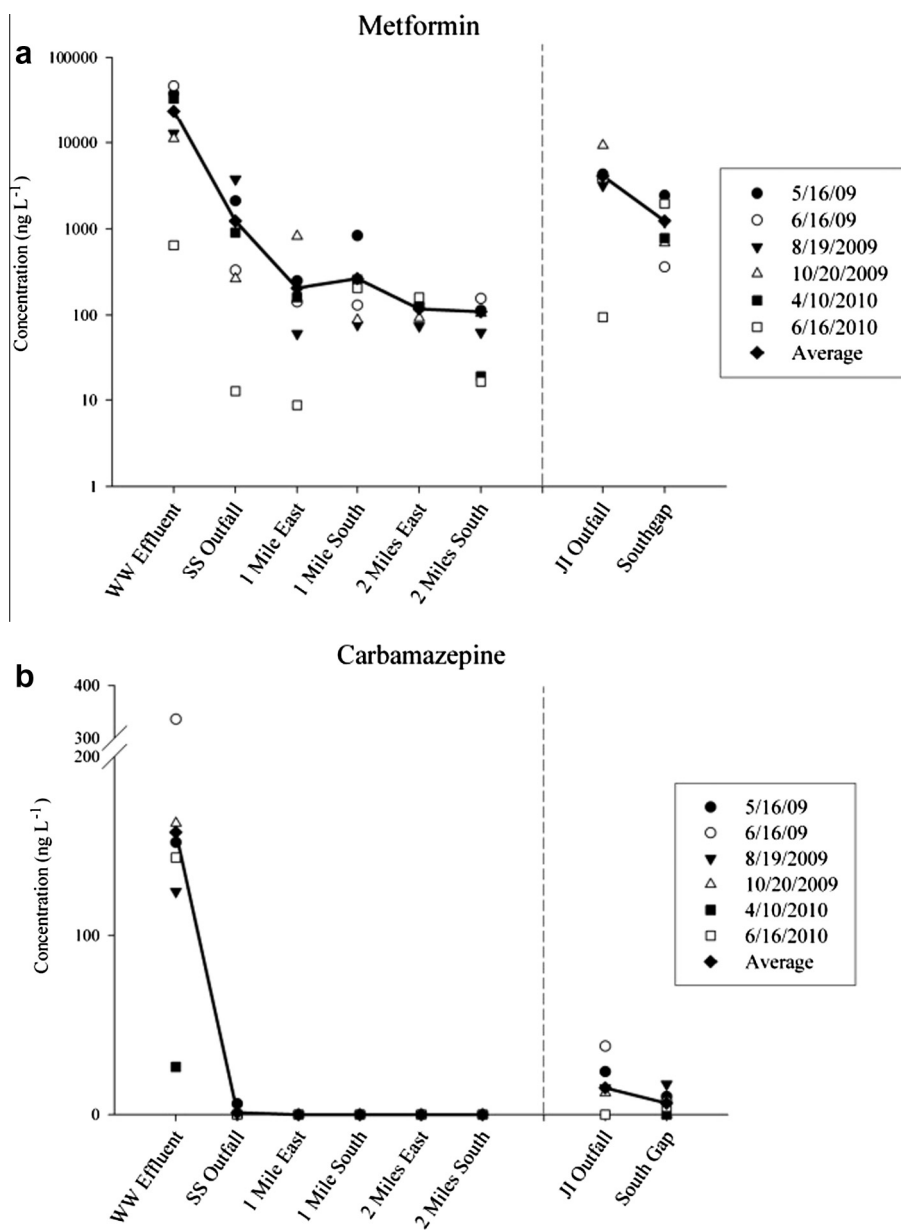 Metformin
a
100000
10000
1000
100
10
1
Concentration (ng L-1)
WW Effluent
SS Outfall
1 Mile East
1 Mile South
2 Miles East
2 Miles South
JI Outfall
Southgap
5/16/09
6/16/09
8/19/2009
10/20/2009
4/10/2010
6/16/2010
Average
Carbamazepine
b
400
300
200
100
0
Concentration (ng L-1)
WW Effluent
SS Outfall
1 Mile East
1 Mile South
2 Miles East
2 Miles South
JI Outfall
South Gap
5/16/09
6/16/09
8/19/2009
10/20/2009
4/10/2010
6/16/2010
Average